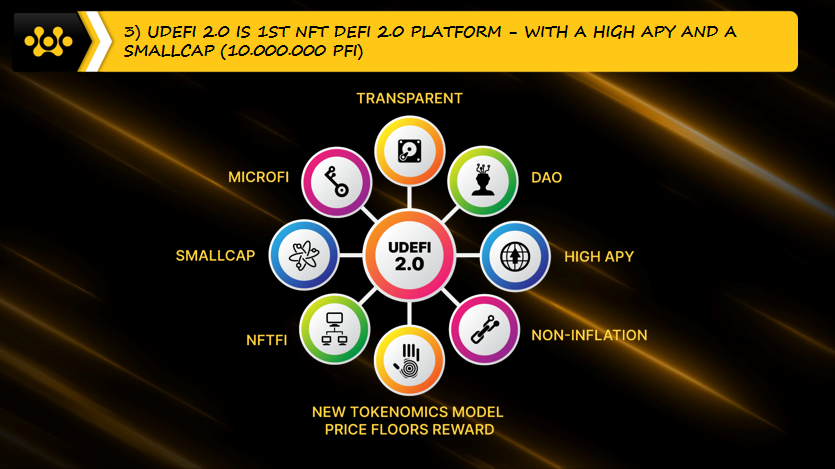 3) UDEFI 2.0 IS 1ST NFT DEFI 2.0 PLATFORM - WITH A HIGH APY AND A
SMALLCAP (10.000.000 PFI)
TRANSPARENT
MICROFI
DAO
SMALLCAP
UDEFI
2.0
HIGH APY
NFTFI
NON-INFLATION
NEW TOKENOMICS MODEL
PRICE FLOORS REWARD